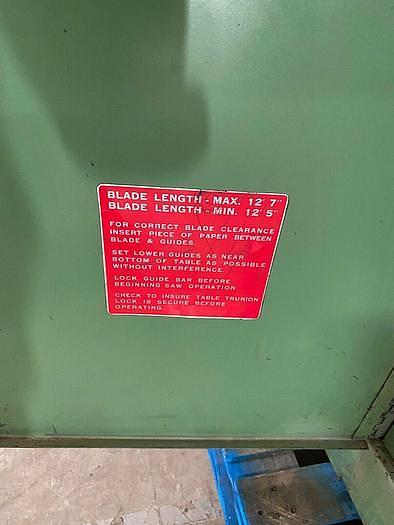 BLADE LENGTH - MAX. 12' 7"
BLADE LENGTH - MIN. 12' 5"
FOR CORRECT BLADE CLEARANCE
INSERT PIECE OF PAPER BETWEEN
BLADE & GUIDES.
SET LOWER GUIDES AS NEAR
BOTTOM OF TABLE AS POSSIBLE
WITHOUT INTERFERENCE.
LOCK GUIDE BAR BEFORE
BEGINNING SAW OPERATION
CHECK TO INSURE TABLE TRUNION
LOCK IS SECURE BEFORE
OPERATING.